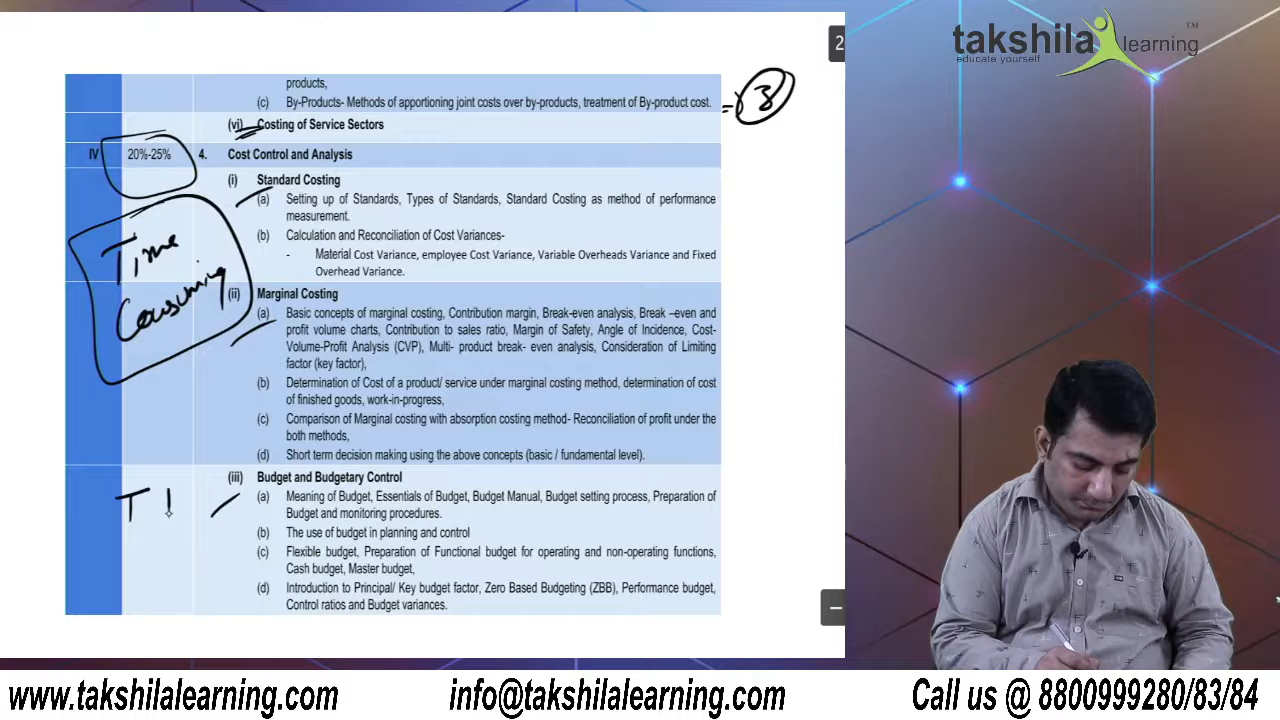 takshila learning ™
educate yourself
2
products,
(c) By-Products- Methods of apportioning joint costs over by-products, treatment of By-product cost.
= 3
(vi) Costing of Service Sectors
IV 20%-25% 4. Cost Control and Analysis
(i) Standard Costing
(a) Setting up of Standards, Types of Standards, Standard Costing as method of performance
measurement.
(b) Calculation and Reconciliation of Cost Variances-
- Material Cost Variance, employee Cost Variance, Variable Overheads Variance and Fixed
Overhead Variance.
Time
Consuming
(ii) Marginal Costing
(a) Basic concepts of marginal costing, Contribution margin, Break-even analysis, Break –even and
profit volume charts, Contribution to sales ratio, Margin of Safety, Angle of Incidence, Cost-
Volume-Profit Analysis (CVP), Multi- product break- even analysis, Consideration of Limiting
factor (key factor),
(b) Determination of Cost of a product/ service under marginal costing method, determination of cost
of finished goods, work-in-progress,
(c) Comparison of Marginal costing with absorption costing method- Reconciliation of profit under the
both methods,
(d) Short term decision making using the above concepts (basic / fundamental level).
(iii) Budget and Budgetary Control
(a) Meaning of Budget, Essentials of Budget, Budget Manual, Budget setting process, Preparation of
Budget and monitoring procedures.
T
(b) The use of budget in planning and control
(c) Flexible budget, Preparation of Functional budget for operating and non-operating functions,
Cash budget, Master budget,
(d) Introduction to Principal/ Key budget factor, Zero Based Budgeting (ZBB), Performance budget,
Control ratios and Budget variances.
www.takshilalearning.com info@takshilalearning.com Call us @ 8800999280/83/84